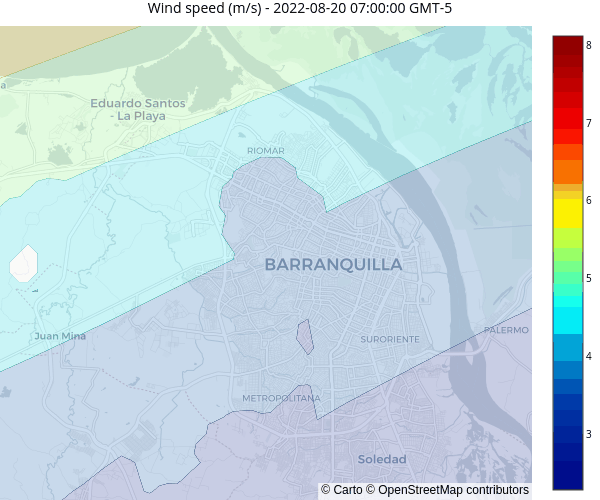 Wind speed (m/s) - 2022-08-20 07:00:00 GMT-5
8
7
6
5
4
3
a
Eduardo Santos
- La Playa
RIOMAR
BARRANQUILLA
Juan Mina
SURORIENTE
PALERMO
METROPOLITANA
Soledad
© Carto © OpenStreetMap contributors